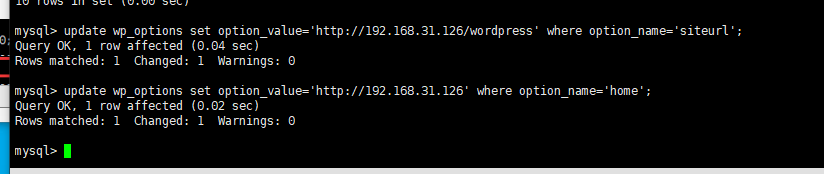 10 rows in set (0.00 sec)
mysql> update wp_options set option_value='http://192.168.31.126/wordpress' where option_name='siteurl';
Query OK, 1 row affected (0.04 sec)
Rows matched: 1  Changed: 1  Warnings: 0
mysql> update wp_options set option_value='http://192.168.31.126' where option_name='home';
Query OK, 1 row affected (0.02 sec)
Rows matched: 1  Changed: 1  Warnings: 0
mysql>